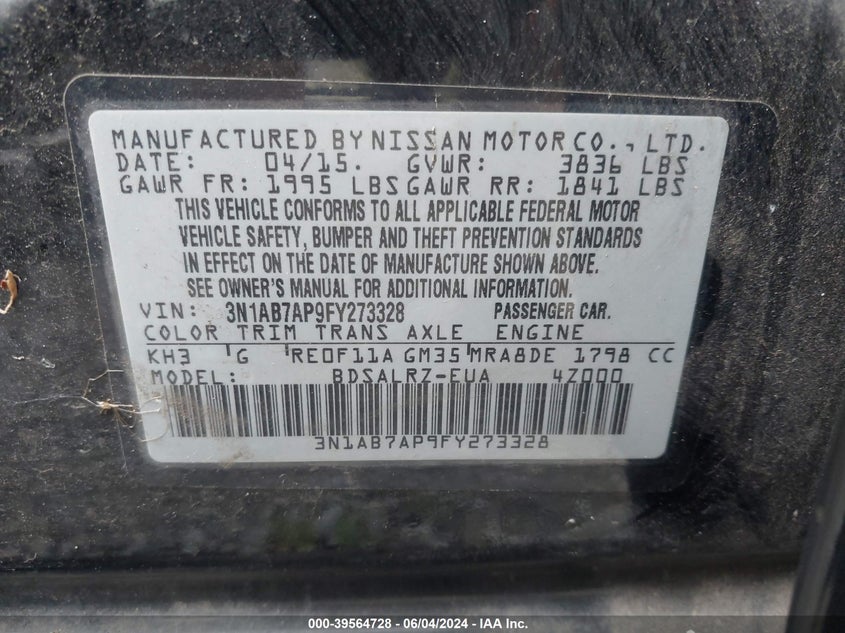 MANUFACTURED BY NISSAN MOTOR CO., LTD.
DATE: 04/15. GVWR: 3836 LBS
GAWR FR: 1995 LBS GAWR RR: 1841 LBS
THIS VEHICLE CONFORMS TO ALL APPLICABLE FEDERAL MOTOR
VEHICLE SAFETY, BUMPER AND THEFT PREVENTION STANDARDS
IN EFFECT ON THE DATE OF MANUFACTURE SHOWN ABOVE.
SEE OWNER'S MANUAL FOR ADDITIONAL INFORMATION.
VIN: 3N1AB7AP9FY273328 PASSENGER CAR.
COLOR TRIM TRANS AXLE ENGINE
KH3 'G 'RE0F11A GM35'MRA8DE 1798 CC
MODEL: BDSALRZ-EUA 4Z000
3N1AB7AP9FY273328
000-39564728 - 06/04/2024 - IAA Inc.